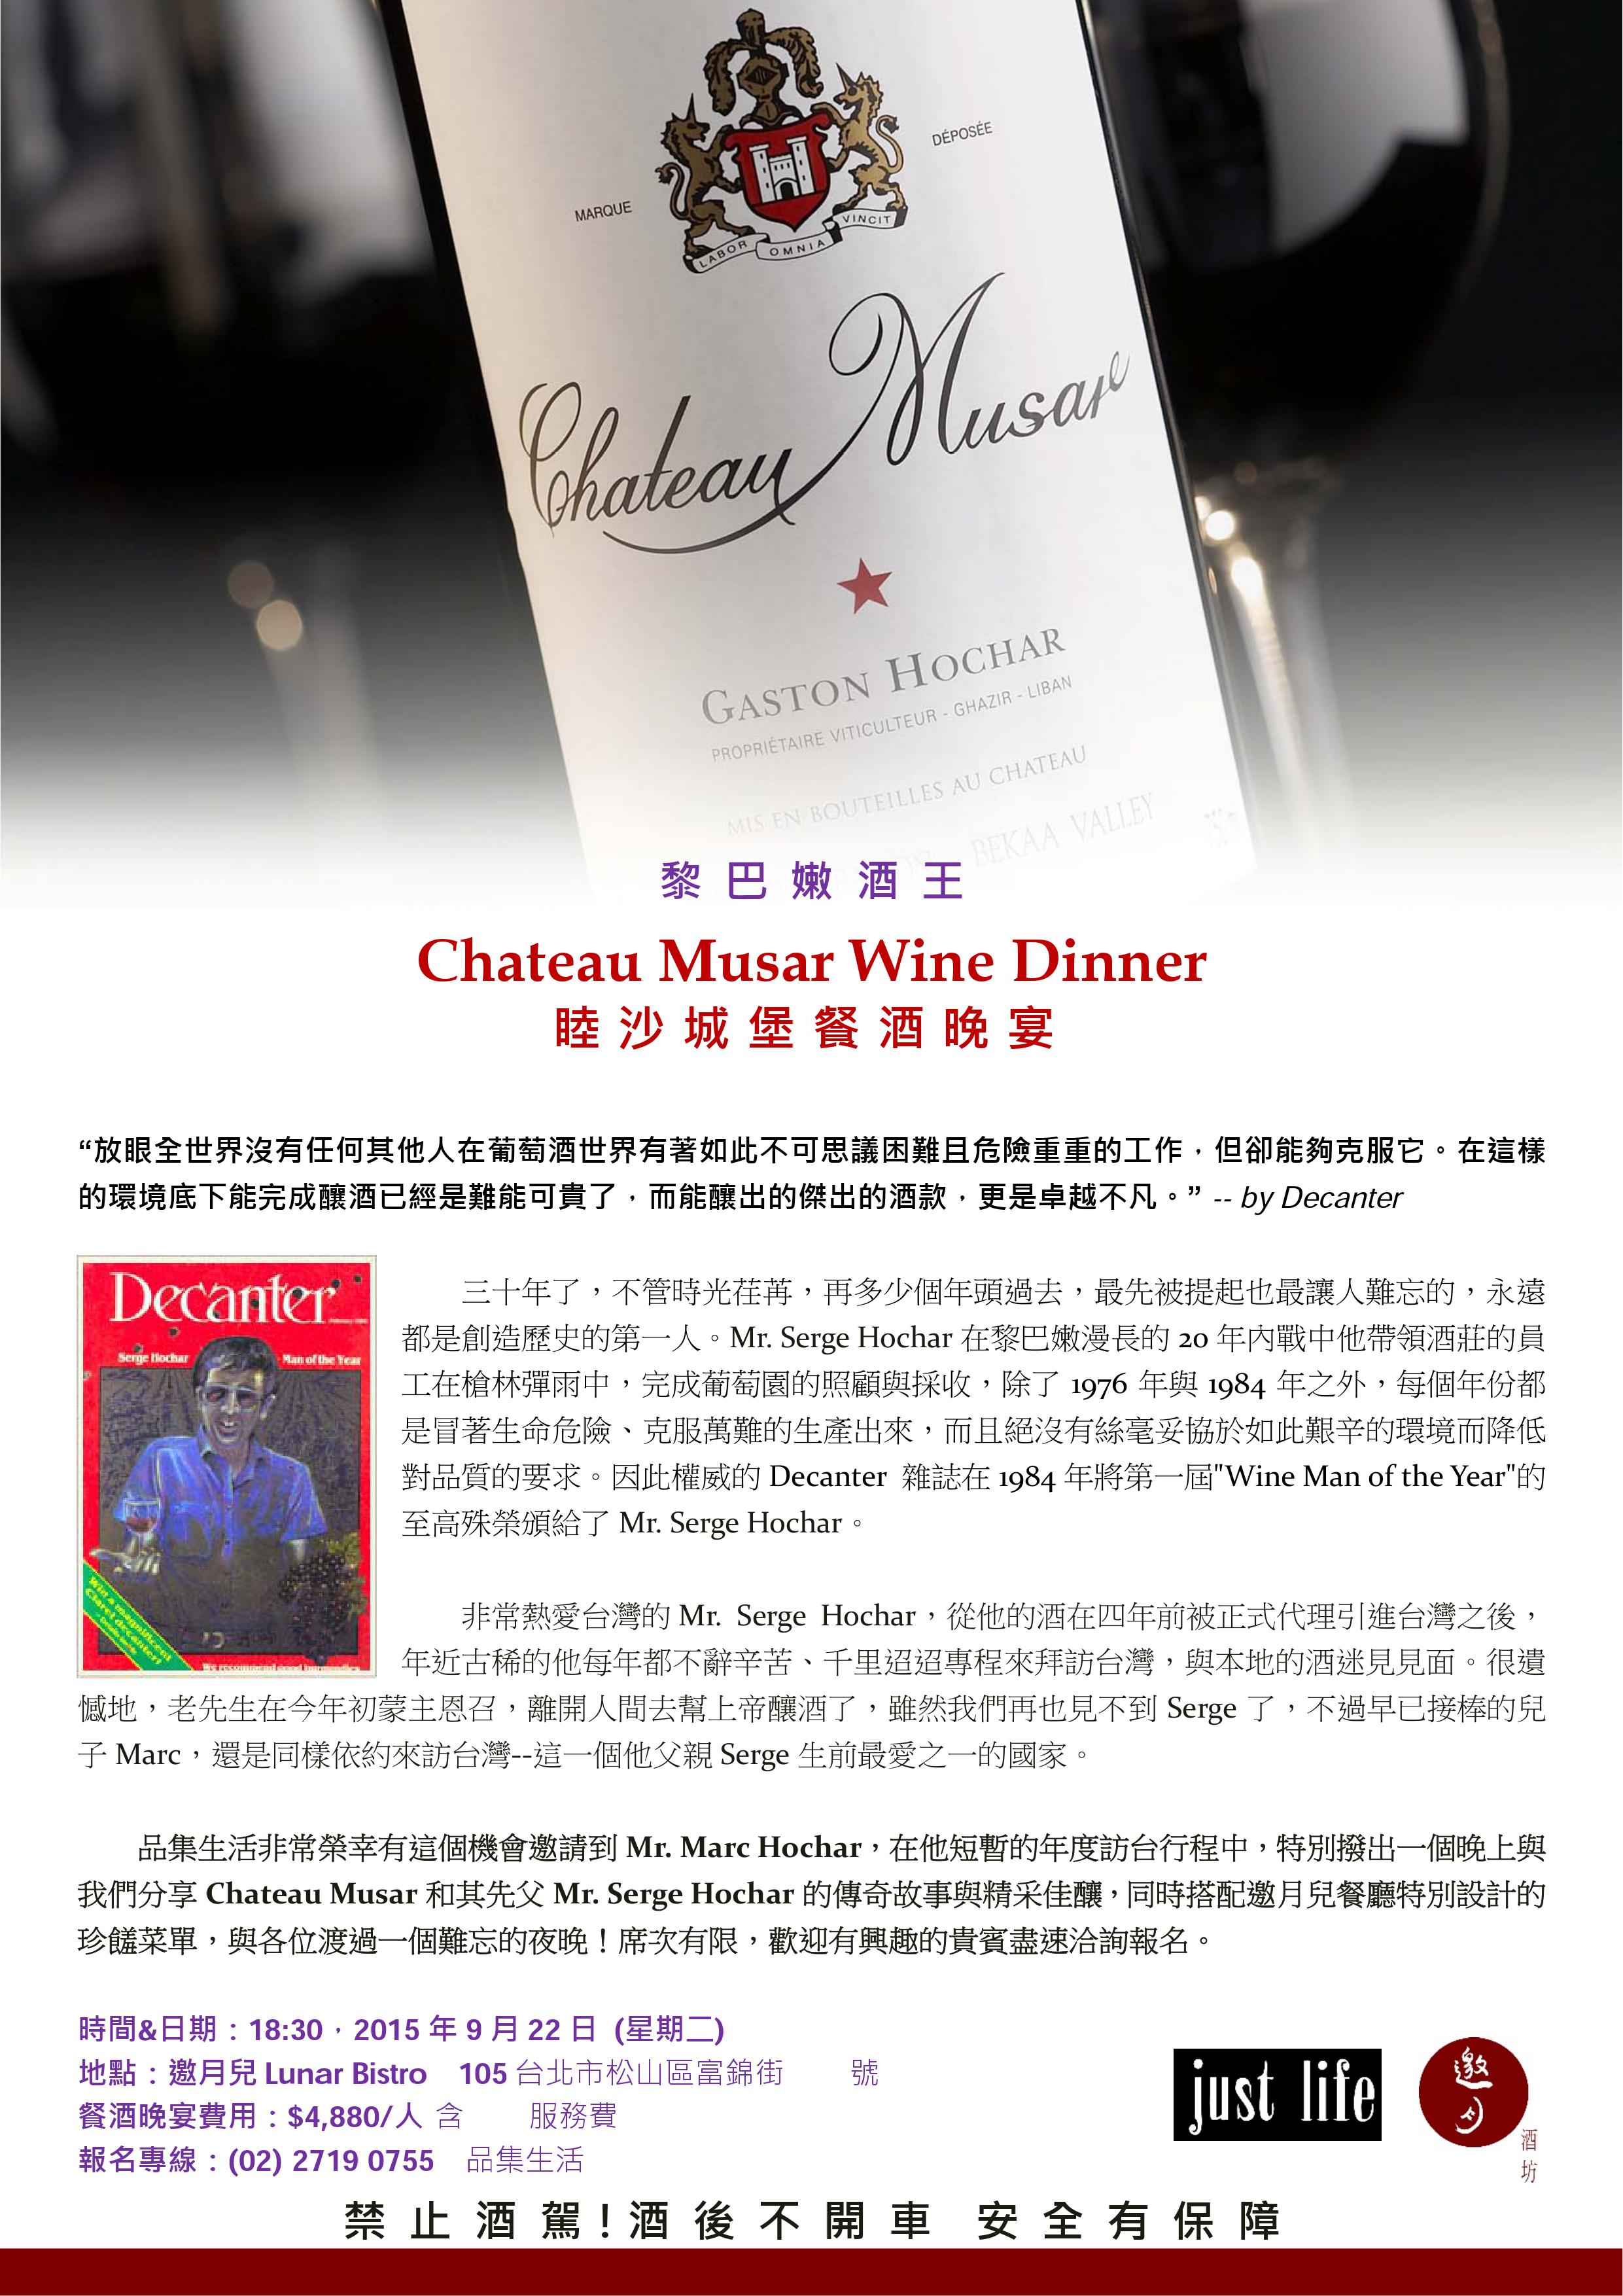 DÉPOSÉE
MARQUE
LABOR OMNIA VINCIT
Chateau Musar
GASTON HOCHAR
PROPRIÉTAIRE VITICULTEUR - GHAZIR - LIBAN
MIS EN BOUTEILLES AU CHATEAU
BEKAA VALLEY
黎巴嫩酒王
Chateau Musar Wine Dinner
睦沙城堡餐酒晚宴
“放眼全世界沒有任何其他人在葡萄酒世界有著如此不可思議困難且危險重重的工作，但卻能夠克服它。在這樣
的環境底下能完成釀酒已經是難能可貴了，而能釀出的傑出的酒款，更是卓越不凡。” -- by Decanter
Decanter
Serge Hochar Man of the Year
Win a magnificent
Claret decanter!
We recommend good burgundies
三十年了，不管時光荏苒，再多少個年頭過去，最先被提起也最讓人難忘的，永遠
都是創造歷史的第一人。Mr. Serge Hochar 在黎巴嫩漫長的 20 年內戰中他帶領酒莊的員
工在槍林彈雨中，完成葡萄園的照顧與採收，除了 1976 年與 1984 年之外，每個年份都
是冒著生命危險、克服萬難的生產出來，而且絕沒有絲毫妥協於如此艱辛的環境而降低
對品質的要求。因此權威的 Decanter 雜誌在 1984 年將第一屆"Wine Man of the Year"的
至高殊榮頒給了 Mr. Serge Hochar。
非常熱愛台灣的 Mr. Serge Hochar，從他的酒在四年前被正式代理引進台灣之後，
年近古稀的他每年都不辭辛苦、千里迢迢專程來拜訪台灣，與本地的酒迷見見面。很遺
憾地，老先生在今年初蒙主恩召，離開人間去幫上帝釀酒了，雖然我們再也見不到 Serge 了，不過早已接棒的兒
子 Marc，還是同樣依約來訪台灣--這一個他父親 Serge 生前最愛之一的國家。
品集生活非常榮幸有這個機會邀請到 Mr. Marc Hochar，在他短暫的年度訪台行程中，特別撥出一個晚上與
我們分享 Chateau Musar 和其先父 Mr. Serge Hochar 的傳奇故事與精采佳釀，同時搭配邀月兒餐廳特別設計的
珍饈菜單，與各位渡過一個難忘的夜晚！席次有限，歡迎有興趣的貴賓盡速洽詢報名。
時間&日期：18:30，2015 年 9 月 22 日 (星期二)
地點：邀月兒 Lunar Bistro 105 台北市松山區富錦街 號
餐酒晚宴費用：$4,880/人 含 服務費
報名專線：(02) 2719 0755 品集生活
just life
邀月
酒坊
禁止酒駕!酒後不開車 安全有保障